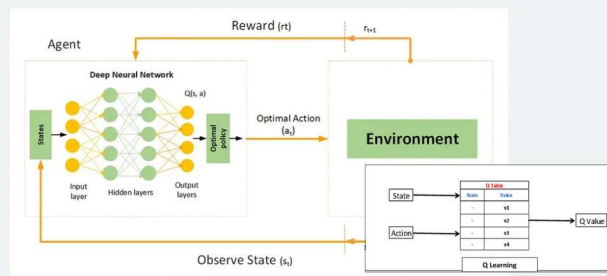 Reward (rt)
rt+1
Agent
Deep Neural Network
Q(s, a)
States
Optimal
policy
Optimal Action
(at)
Environment
Input
layer
Hidden layers
Output
layers
Observe State (st)
Q Table
State Value
State
- v1
- v2
Q Value
Action
- v3
- v4
Q Learning